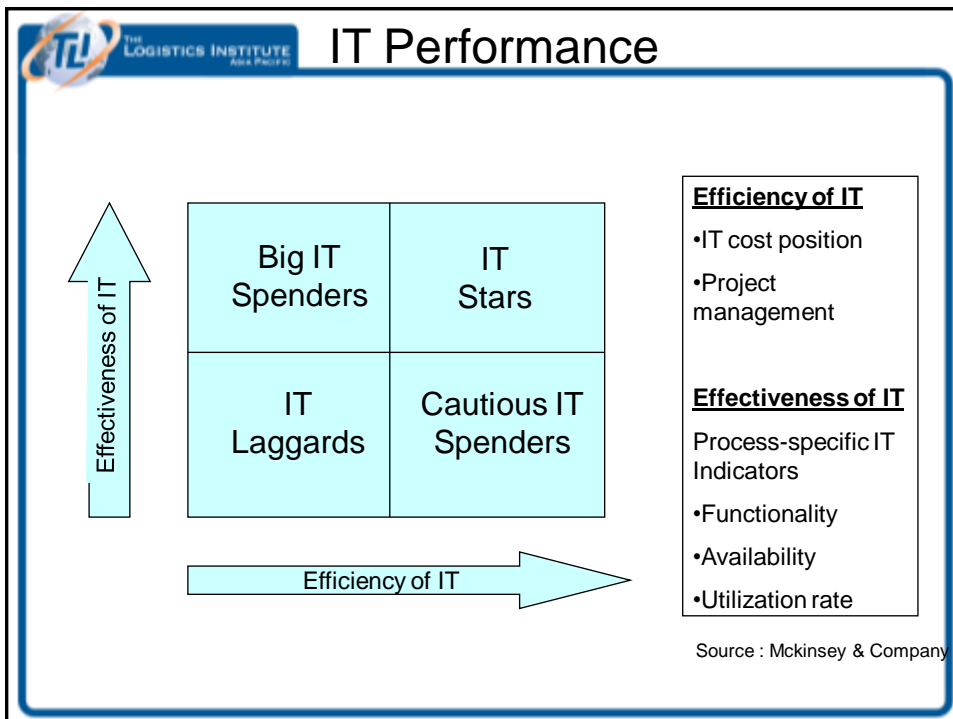 TLI
THE
LOGISTICS INSTITUTE
ASIA PACIFIC
IT Performance
Effectiveness of IT
Big IT
Spenders
IT
Stars
IT
Laggards
Cautious IT
Spenders
Efficiency of IT
Efficiency of IT
•IT cost position
•Project
management
Effectiveness of IT
Process-specific IT
Indicators
•Functionality
•Availability
•Utilization rate
Source : Mckinsey & Company